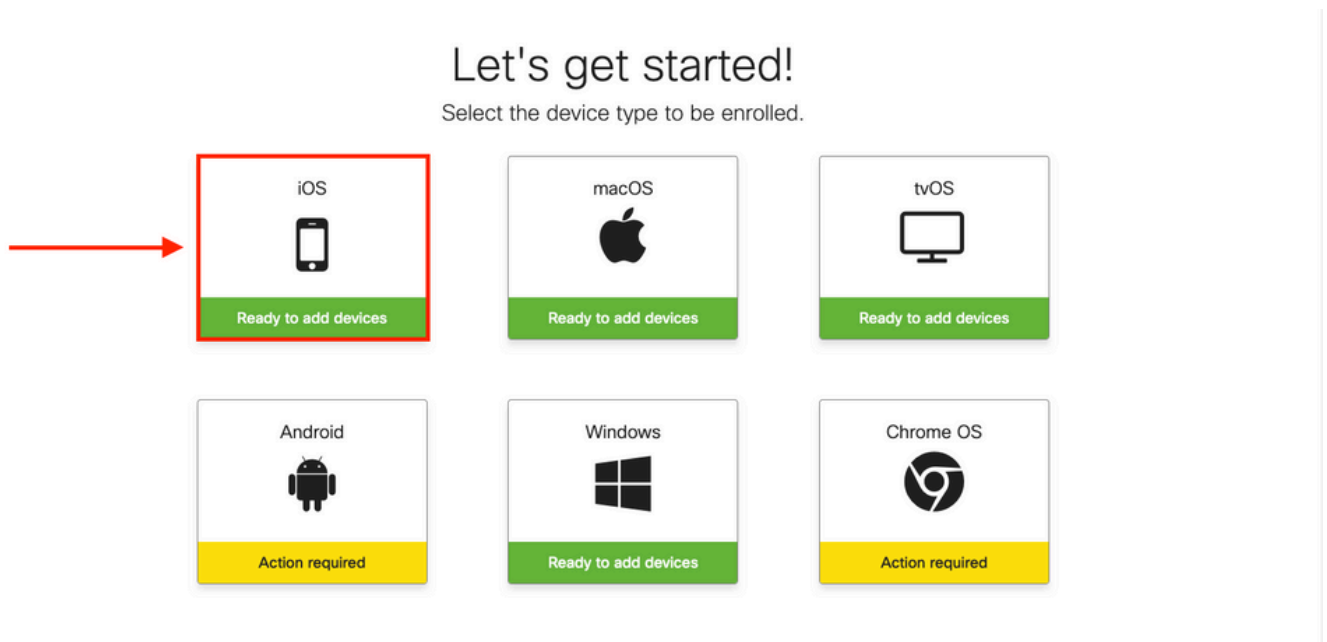 Let's get started!
Select the device type to be enrolled.
iOS
macOS
tvOS
Ready to add devices
Ready to add devices
Ready to add devices
Android
Windows
Chrome OS
Action required
Ready to add devices
Action required